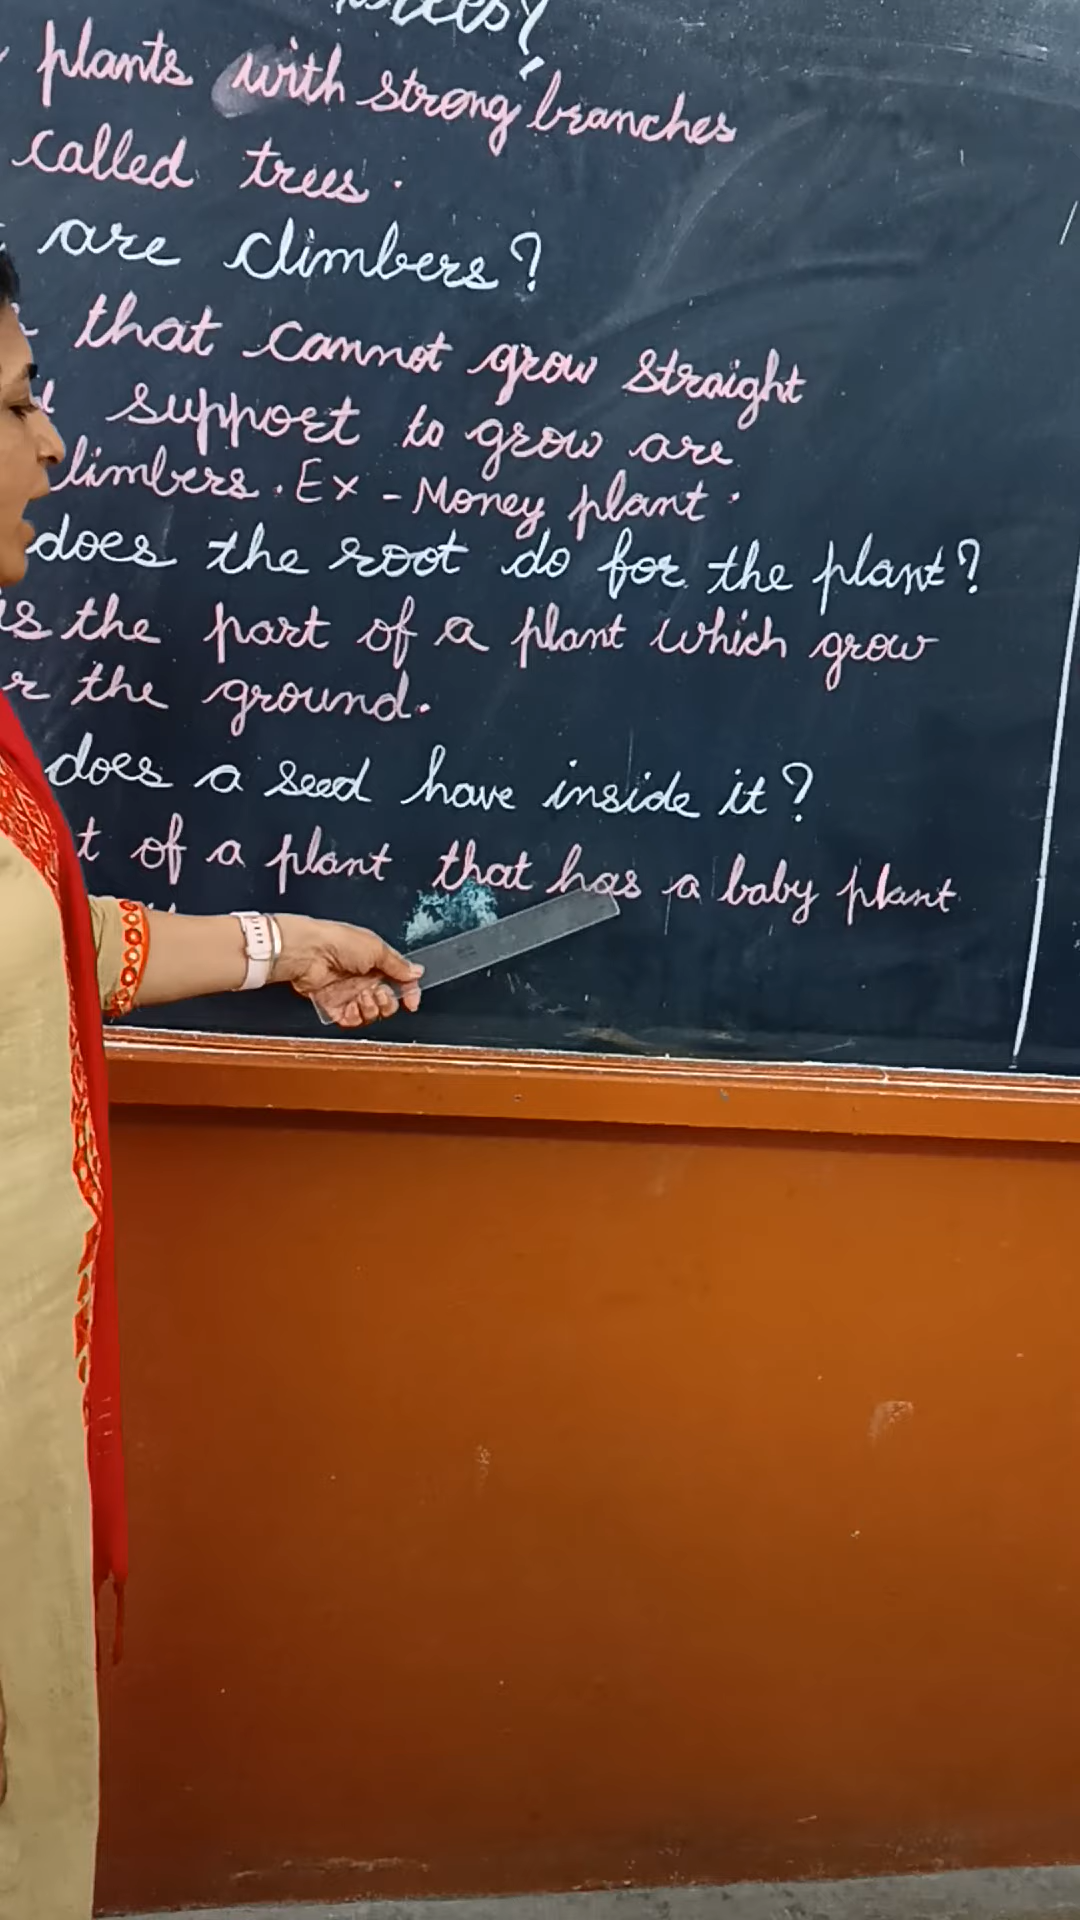 plants with strong branches
called trees.
are climbers?
that cannot grow straight
support to grow are
limbers. Ex - Money plant.
does the root do for the plant?
is the part of a plant which grow
r the ground.
does a seed have inside it?
t of a plant that has a baby plant